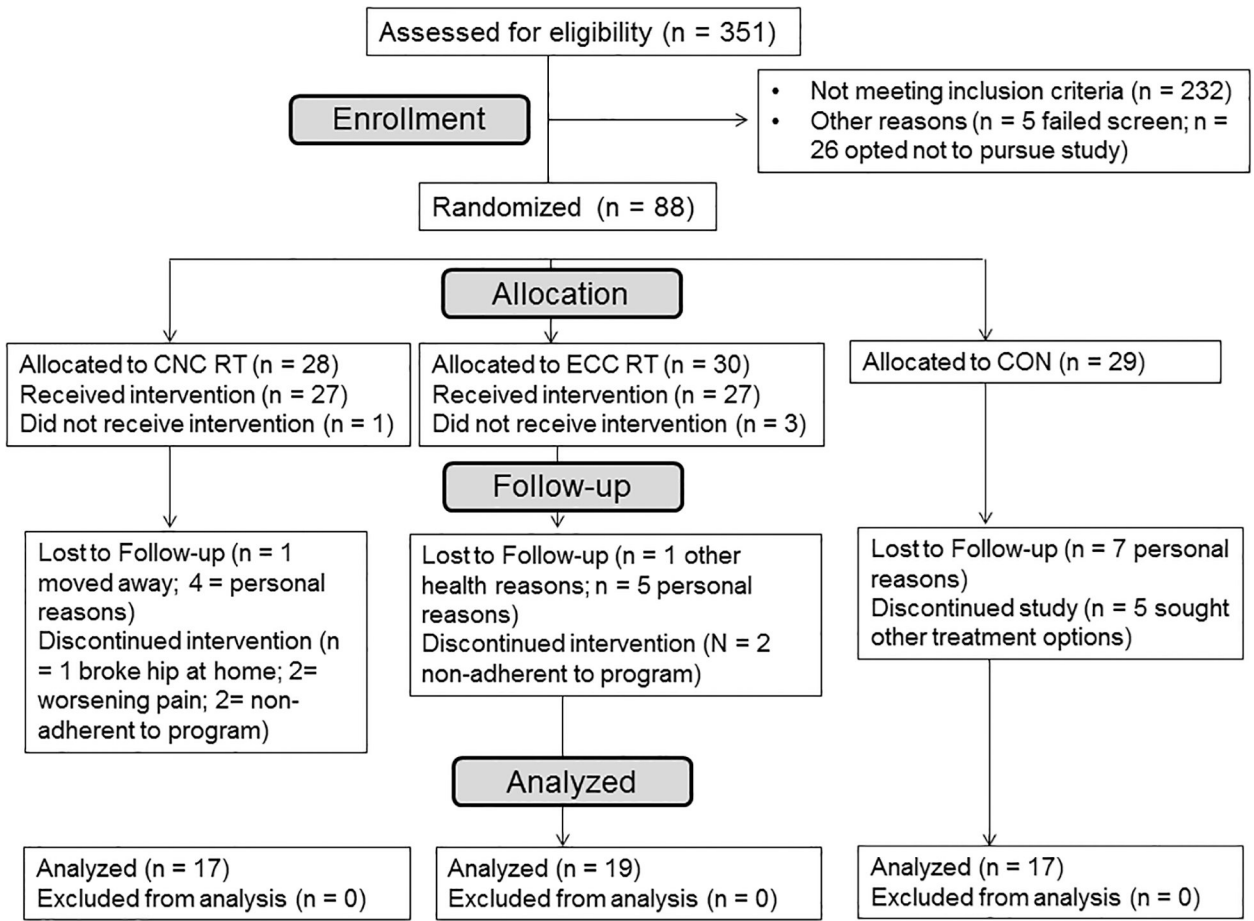 Assessed for eligibility (n = 351)
Enrollment
• Not meeting inclusion criteria (n = 232)
• Other reasons (n = 5 failed screen; n =
26 opted not to pursue study)
Randomized (n = 88)
Allocation
Allocated to CNC RT (n = 28)
Received intervention (n = 27)
Did not receive intervention (n = 1)
Allocated to ECC RT (n = 30)
Received intervention (n = 27)
Did not receive intervention (n = 3)
Allocated to CON (n = 29)
Follow-up
Lost to Follow-up (n = 1
moved away; 4 = personal
reasons)
Discontinued intervention (n
= 1 broke hip at home; 2=
worsening pain; 2= non-
adherent to program)
Lost to Follow-up (n = 1 other
health reasons; n = 5 personal
reasons)
Discontinued intervention (N = 2
non-adherent to program)
Lost to Follow-up (n = 7 personal
reasons)
Discontinued study (n = 5 sought
other treatment options)
Analyzed
Analyzed (n = 17)
Excluded from analysis (n = 0)
Analyzed (n = 19)
Excluded from analysis (n = 0)
Analyzed (n = 17)
Excluded from analysis (n = 0)